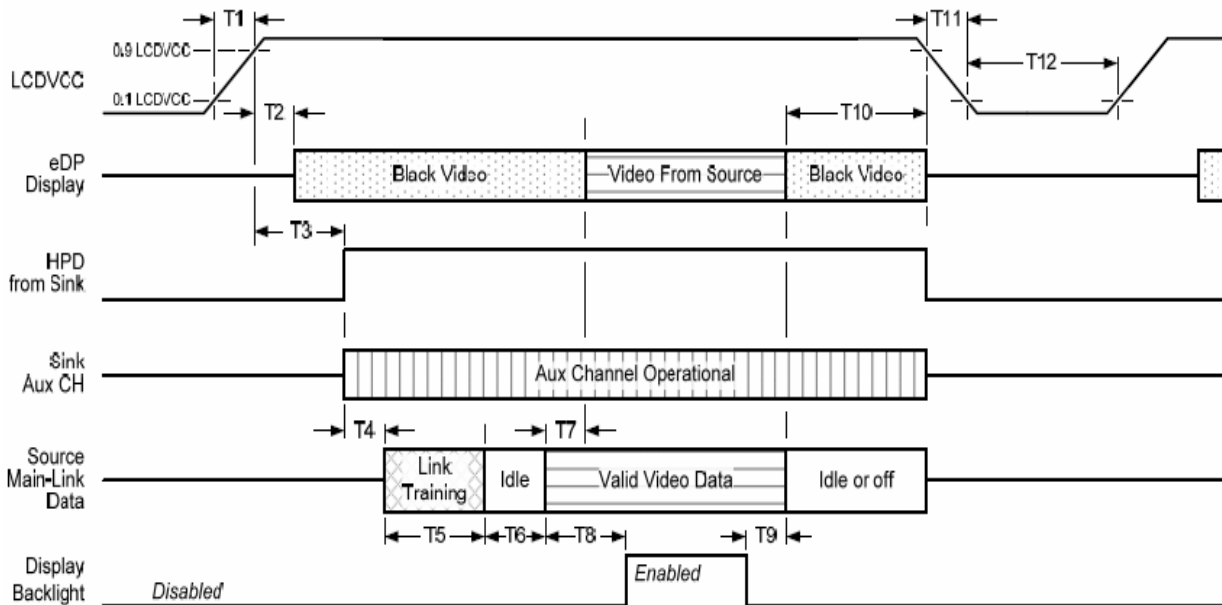 T1
T11
0.9 LCDVCC
LCDVCC
T12
0.1 LCDVCC
T2
T10
eDP
Display
Black Video
Video From Source
Black Video
T3
HPD
from Sink
Sink
Aux CH
Aux Channel Operational
T4
T7
Source
Main-Link
Data
Link
Training
Idle
Valid Video Data
Idle or off
T5
T6
T8
T9
Display
Backlight
Disabled
Enabled